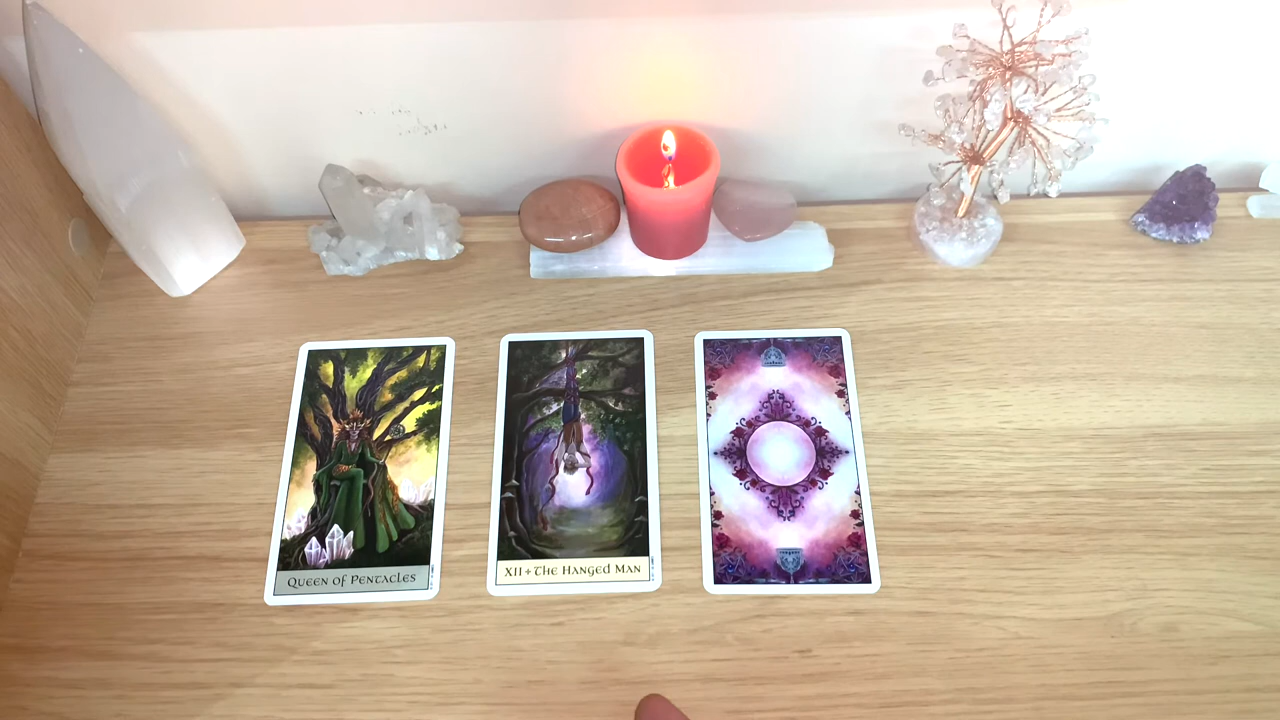 Queen of Pentacles
XII + The Hanged Man